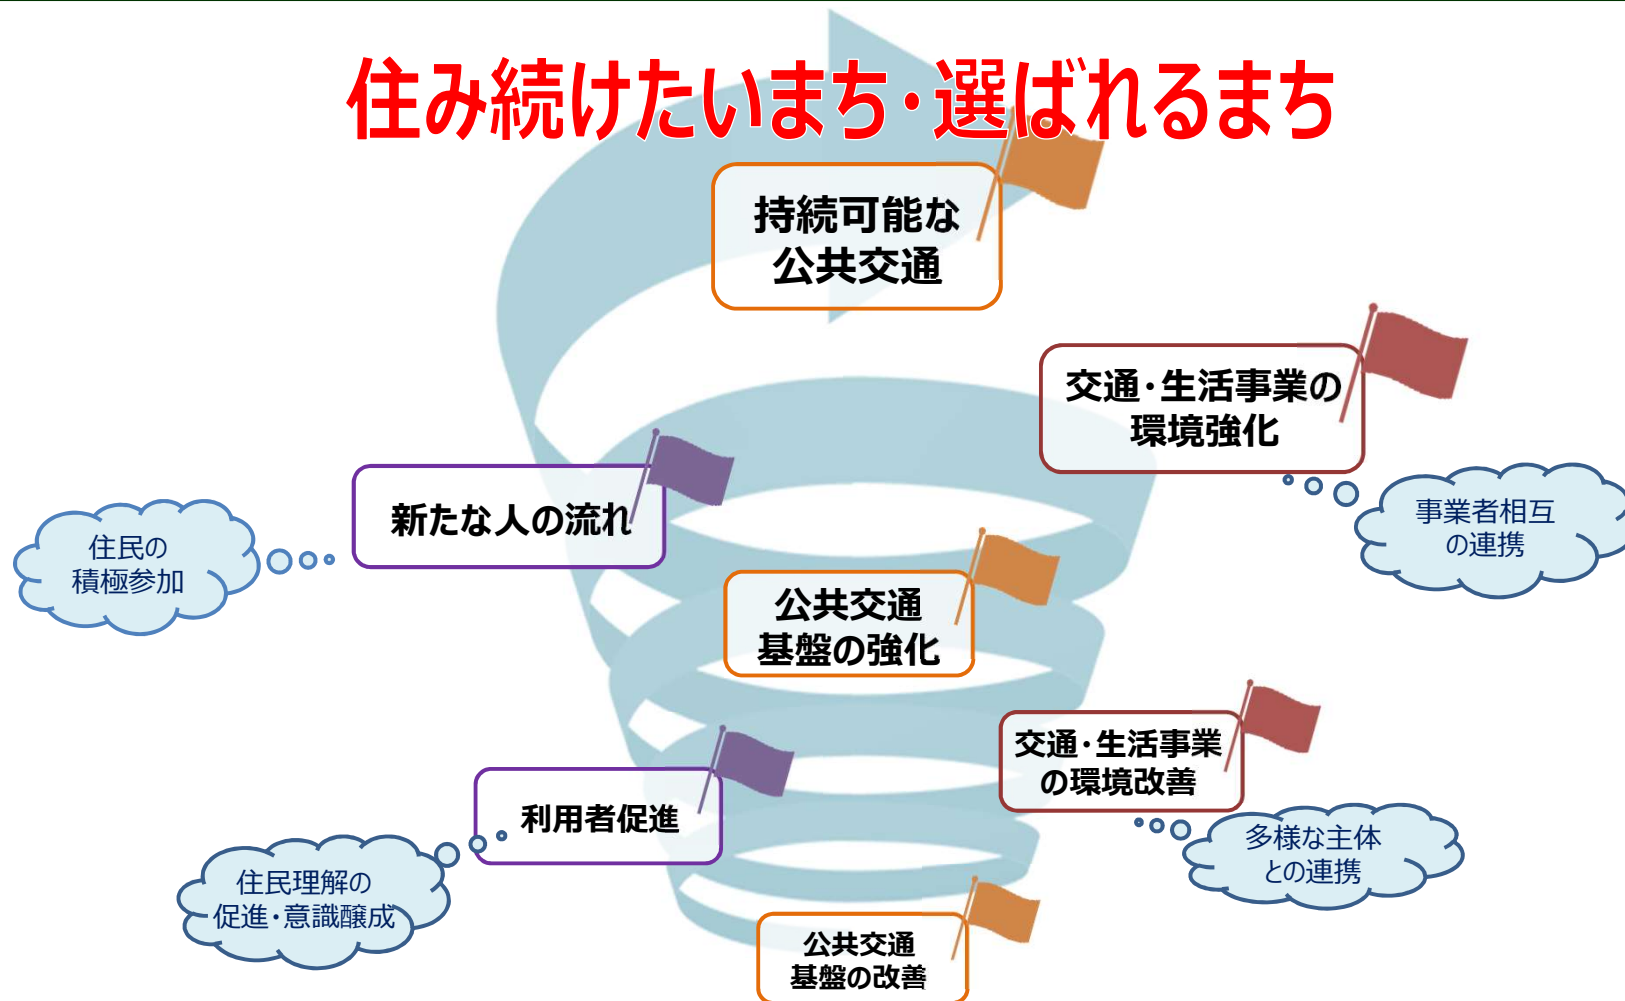 住み続けたいまち・選ばれるまち
持続可能な
公共交通
交通・生活事業の
環境強化
事業者相互
の連携
新たな人の流れ
住民の
積極参加
公共交通
基盤の強化
交通・生活事業
の環境改善
多様な主体
との連携
利用者促進
住民理解の
促進・意識醸成
公共交通
基盤の改善